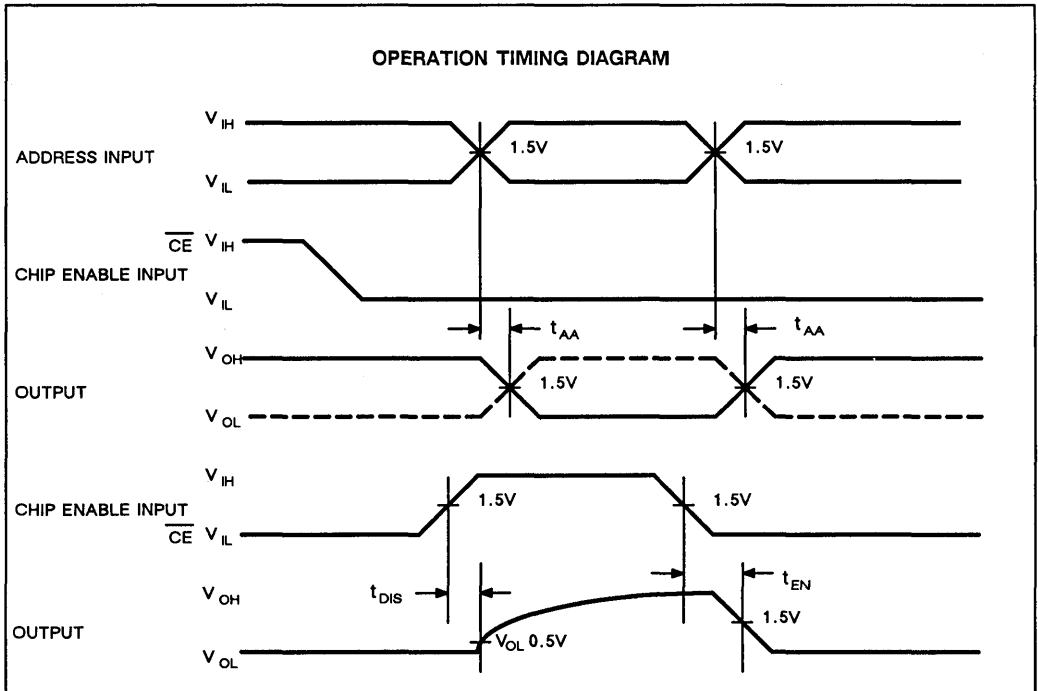 OPERATION TIMING DIAGRAM
V IH
ADDRESS INPUT
1.5V
1.5V
V IL
CE V IH
CHIP ENABLE INPUT
V IL
t AA
t AA
V OH
OUTPUT
1.5V
1.5V
V OL
V IH
CHIP ENABLE INPUT
1.5V
1.5V
CE V IL
V OH
t DIS
t EN
OUTPUT
1.5V
V OL 0.5V
V OL